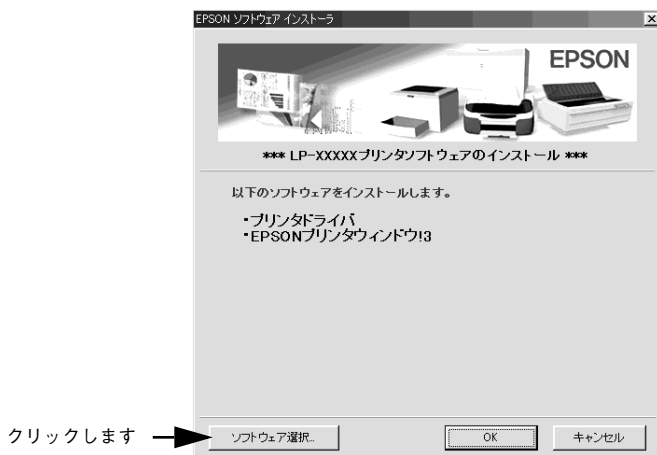 EPSON ソフトウェア インストーラ
EPSON
*** LP-XXXXXプリンタソフトウェアのインストール ***
以下のソフトウェアをインストールします。
・プリンタドライバ
・EPSONプリンタウィンドウ!3
クリックします
ソフトウェア選択...
OK
キャンセル